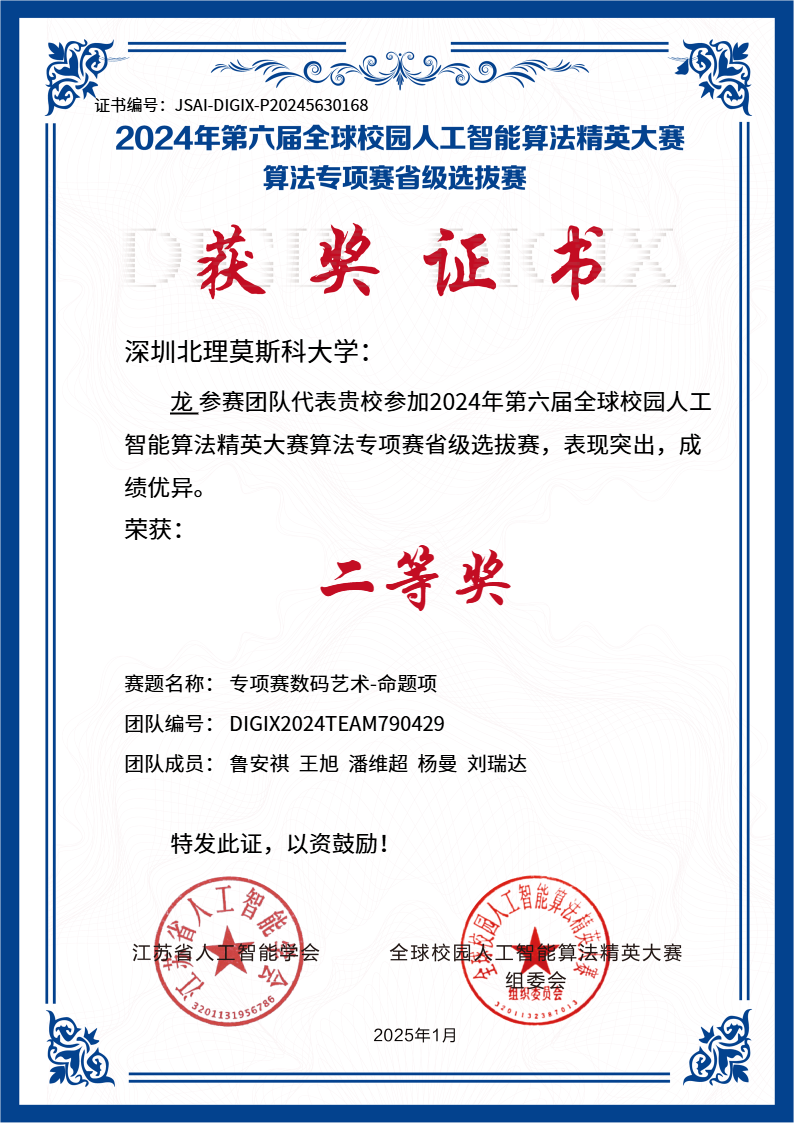 证书编号：JSAI-DIGIX-P20245630168
2024年第六届全球校园人工智能算法精英大赛
算法专项赛省级选拔赛
DIGIX DIGIX
获奖证书
深圳北理莫斯科大学：
龙 参赛团队代表贵校参加2024年第六届全球校园人工
智能算法精英大赛算法专项赛省级选拔赛，表现突出，成
绩优异。
荣获：
二等奖
赛题名称： 专项赛数码艺术-命题项
团队编号： DIGIX2024TEAM790429
团队成员： 鲁安祺 王旭 潘维超 杨曼 刘瑞达
特发此证，以资鼓励！
江苏省人工智能学会
江苏省人工智能学会
3201131956786
全球校园人工智能算法精英大赛
组委会
全球校园人工智能算法精英大赛
组织委员会
3201132387013
2025年1月